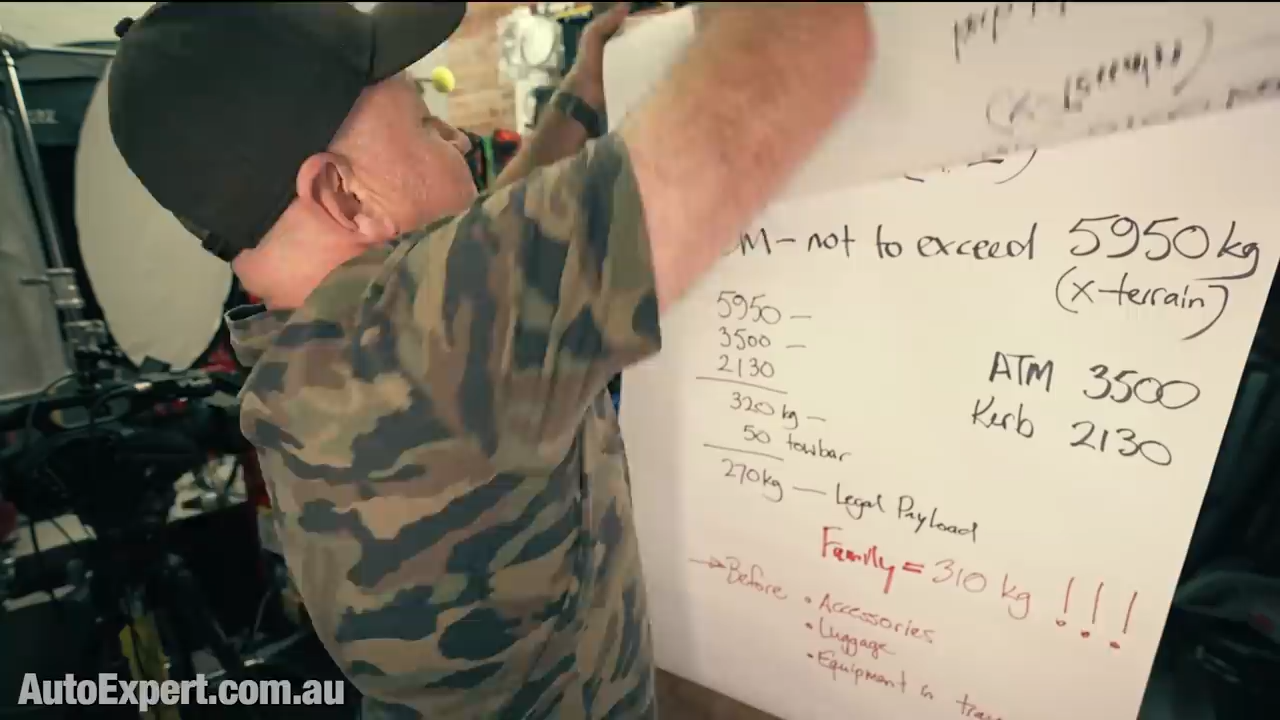 M - not to exceed 5950 kg
(x-terrain)
5950 -
3500 -
2130
320 kg -
50 towbar
270 kg - Legal Payload
ATM 3500
Kerb 2130
Family = 310 kg !!!
→ Before • Accessories
• Luggage
• Equipment in
AutoExpert.com.au